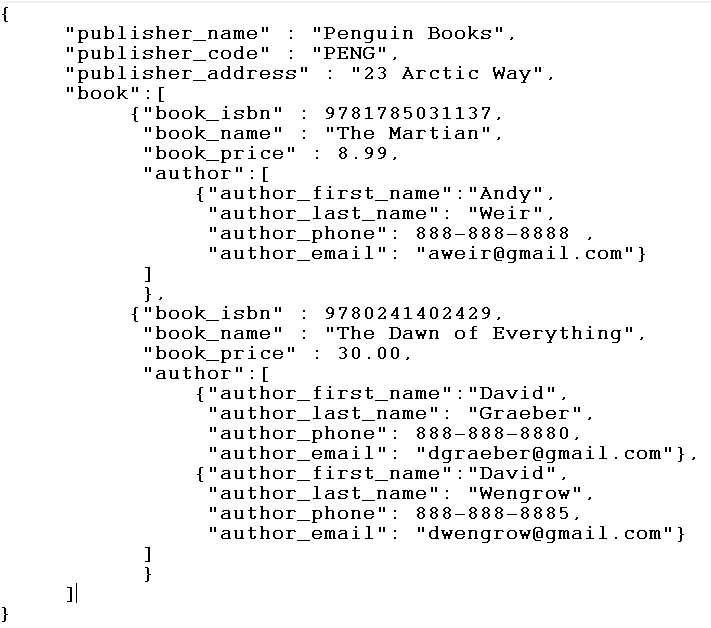 {
"publisher_name" : "Penguin Books",
"publisher_code" : "PENG",
"publisher_address" : "23 Arctic Way",
"book":[
{"book_isbn" : 9781785031137,
"book_name" : "The Martian",
"book_price" : 8.99,
"author":[
{"author_first_name":"Andy",
"author_last_name": "Weir",
"author_phone": 888-888-8888 ,
"author_email": "aweir@gmail.com"}
]
},
{"book_isbn" : 9780241402429,
"book_name" : "The Dawn of Everything",
"book_price" : 30.00,
"author":[
{"author_first_name":"David",
"author_last_name": "Graeber",
"author_phone": 888-888-8880,
"author_email": "dgraeber@gmail.com"},
{"author_first_name":"David",
"author_last_name": "Wengrow",
"author_phone": 888-888-8885,
"author_email": "dwengrow@gmail.com"}
]
}
]
}